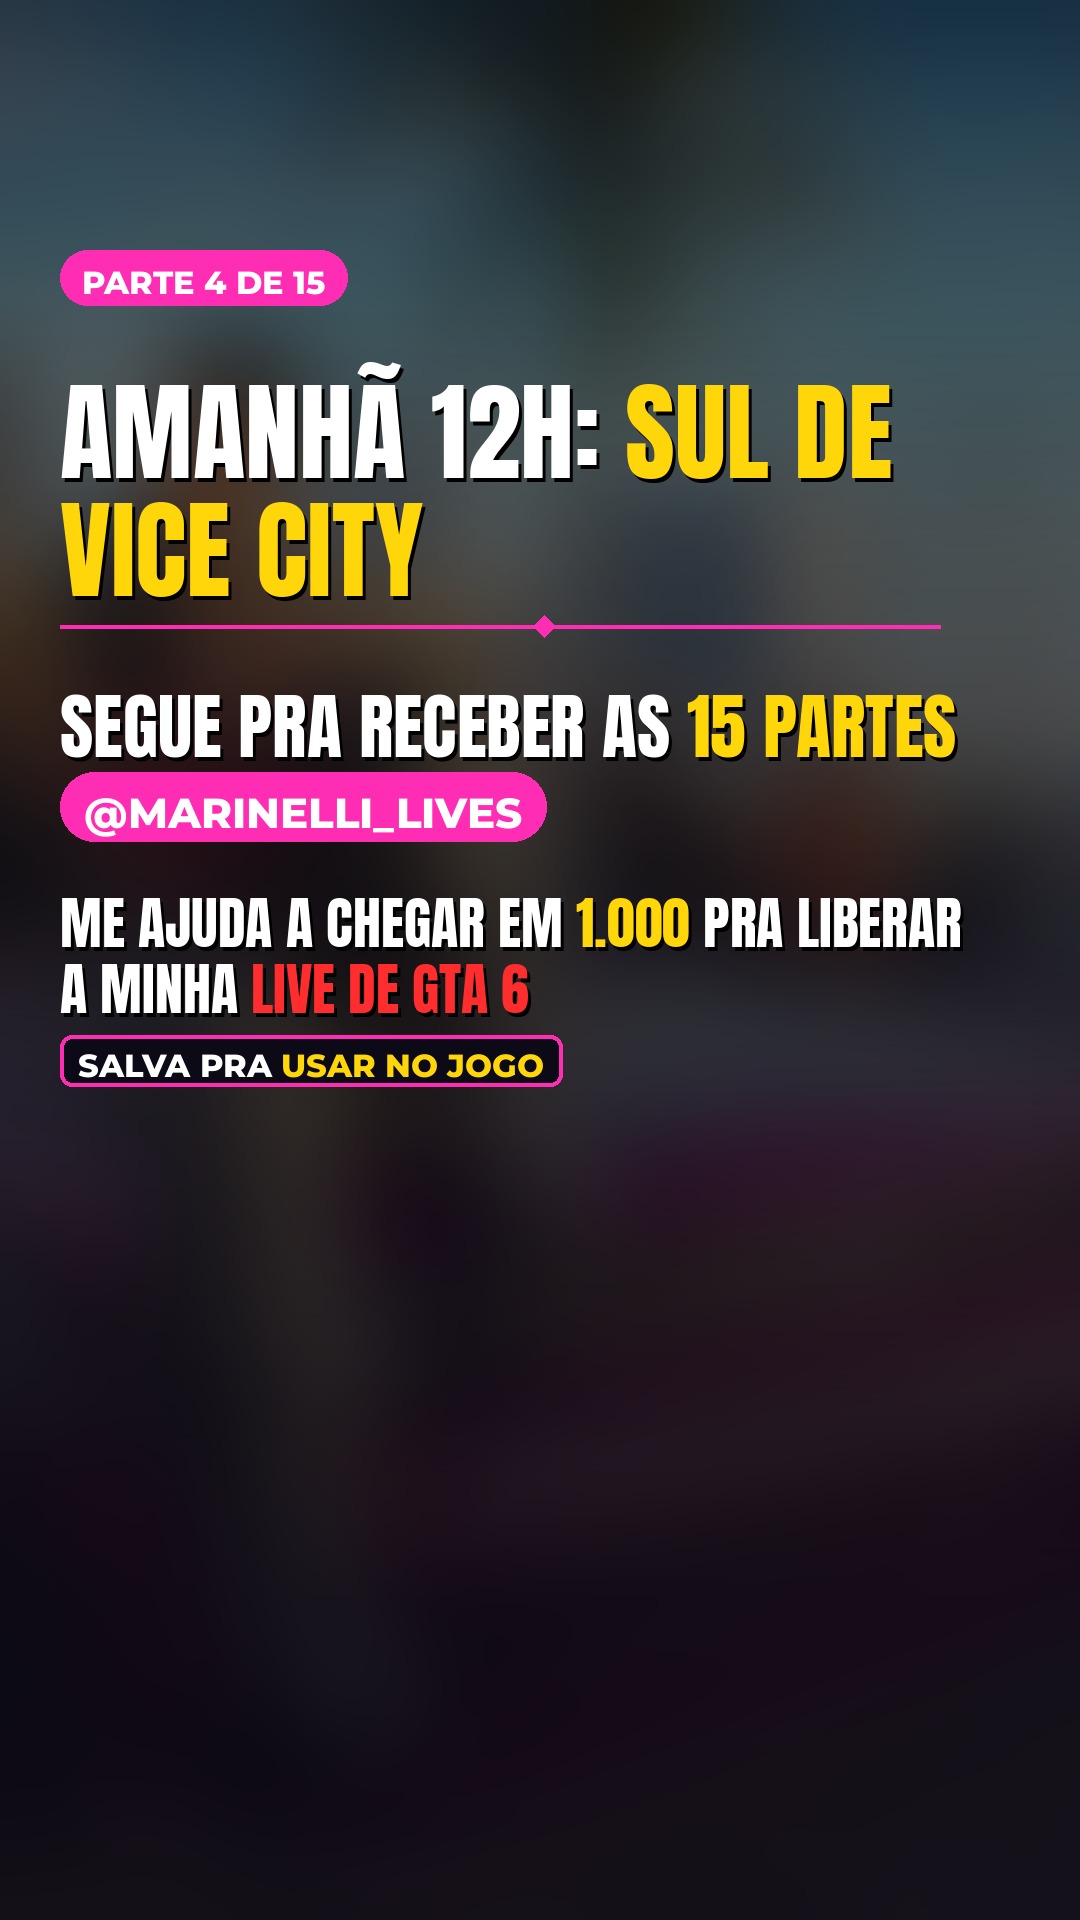 PARTE 4 DE 15
AMANHÃ 12H: SUL DE
VICE CITY
SEGUE PRA RECEBER AS 15 PARTES
@MARINELLI_LIVES
ME AJUDA A CHEGAR EM 1.000 PRA LIBERAR
A MINHA LIVE DE GTA 6
SALVA PRA USAR NO JOGO